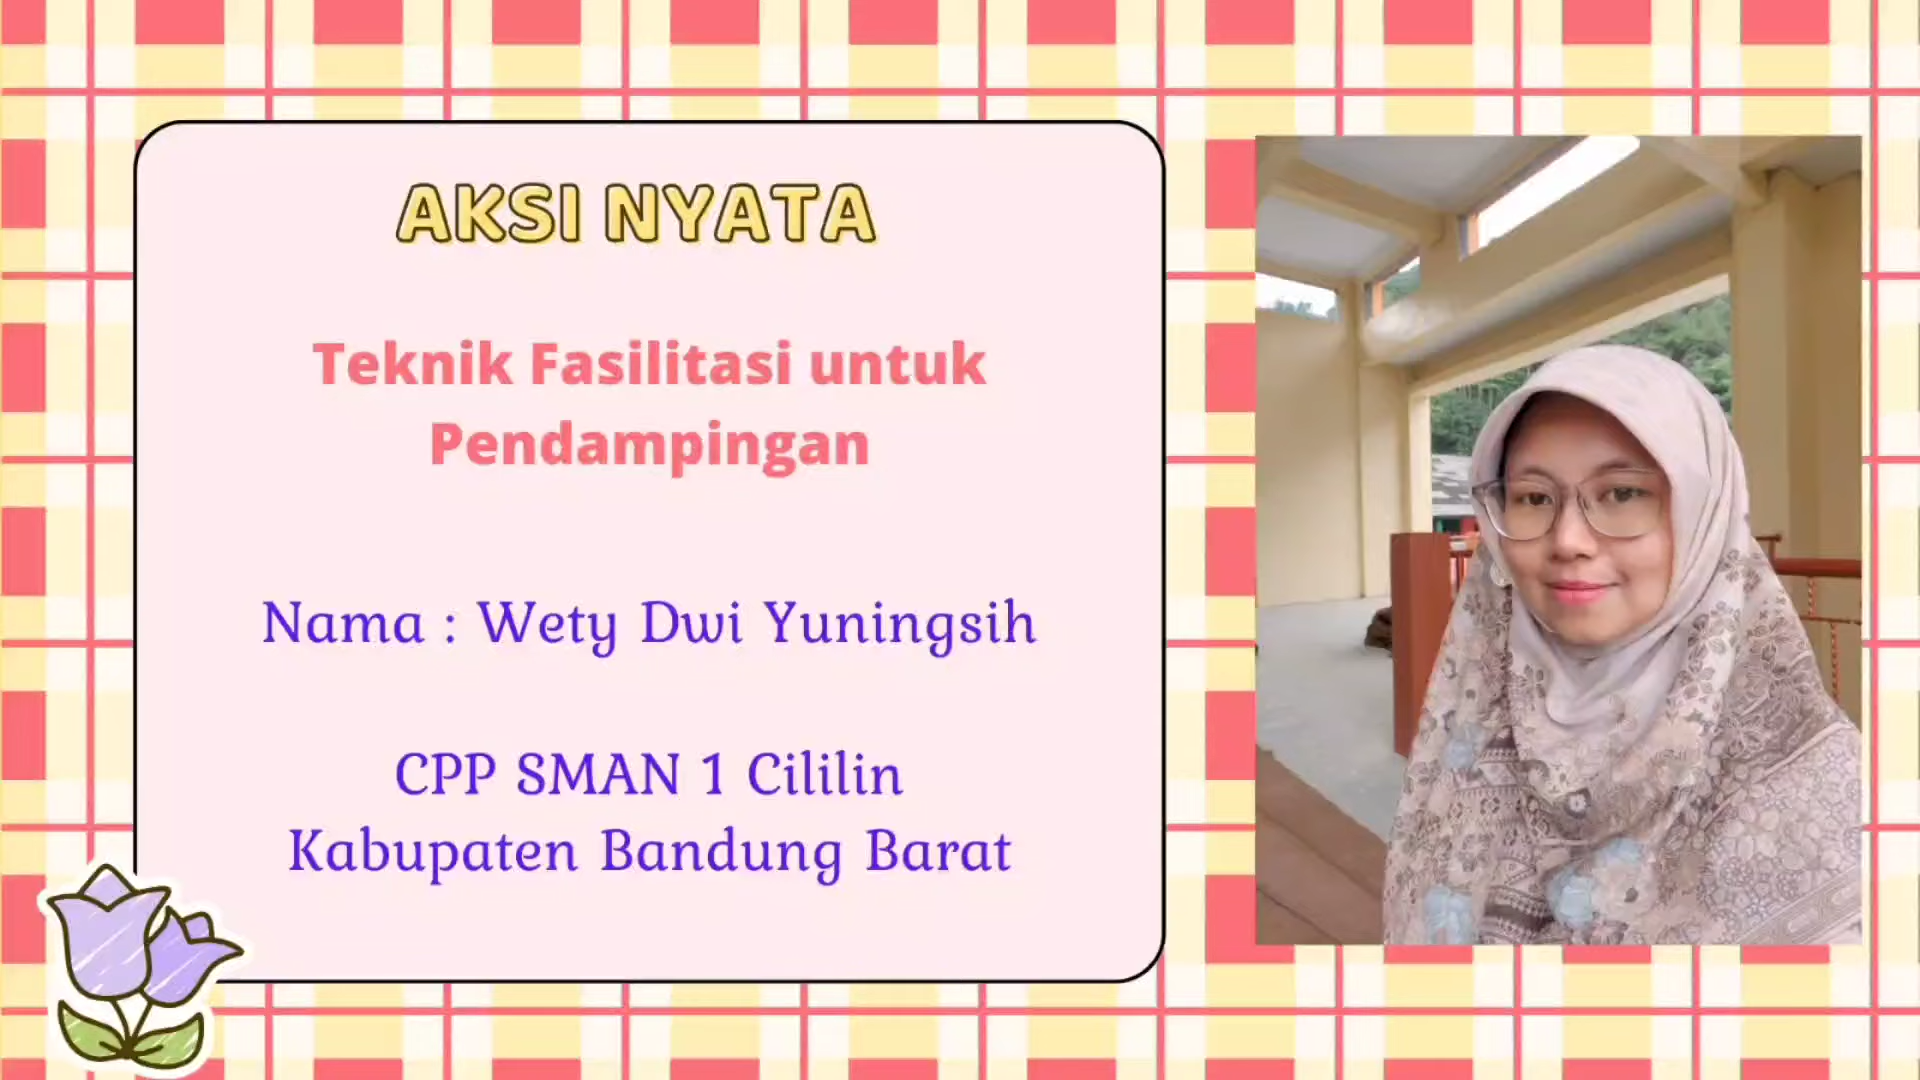 AKSI NYATA
Teknik Fasilitasi untuk
Pendampingan
Nama : Wety Dwi Yuningsih
CPP SMAN 1 Cililin
Kabupaten Bandung Barat